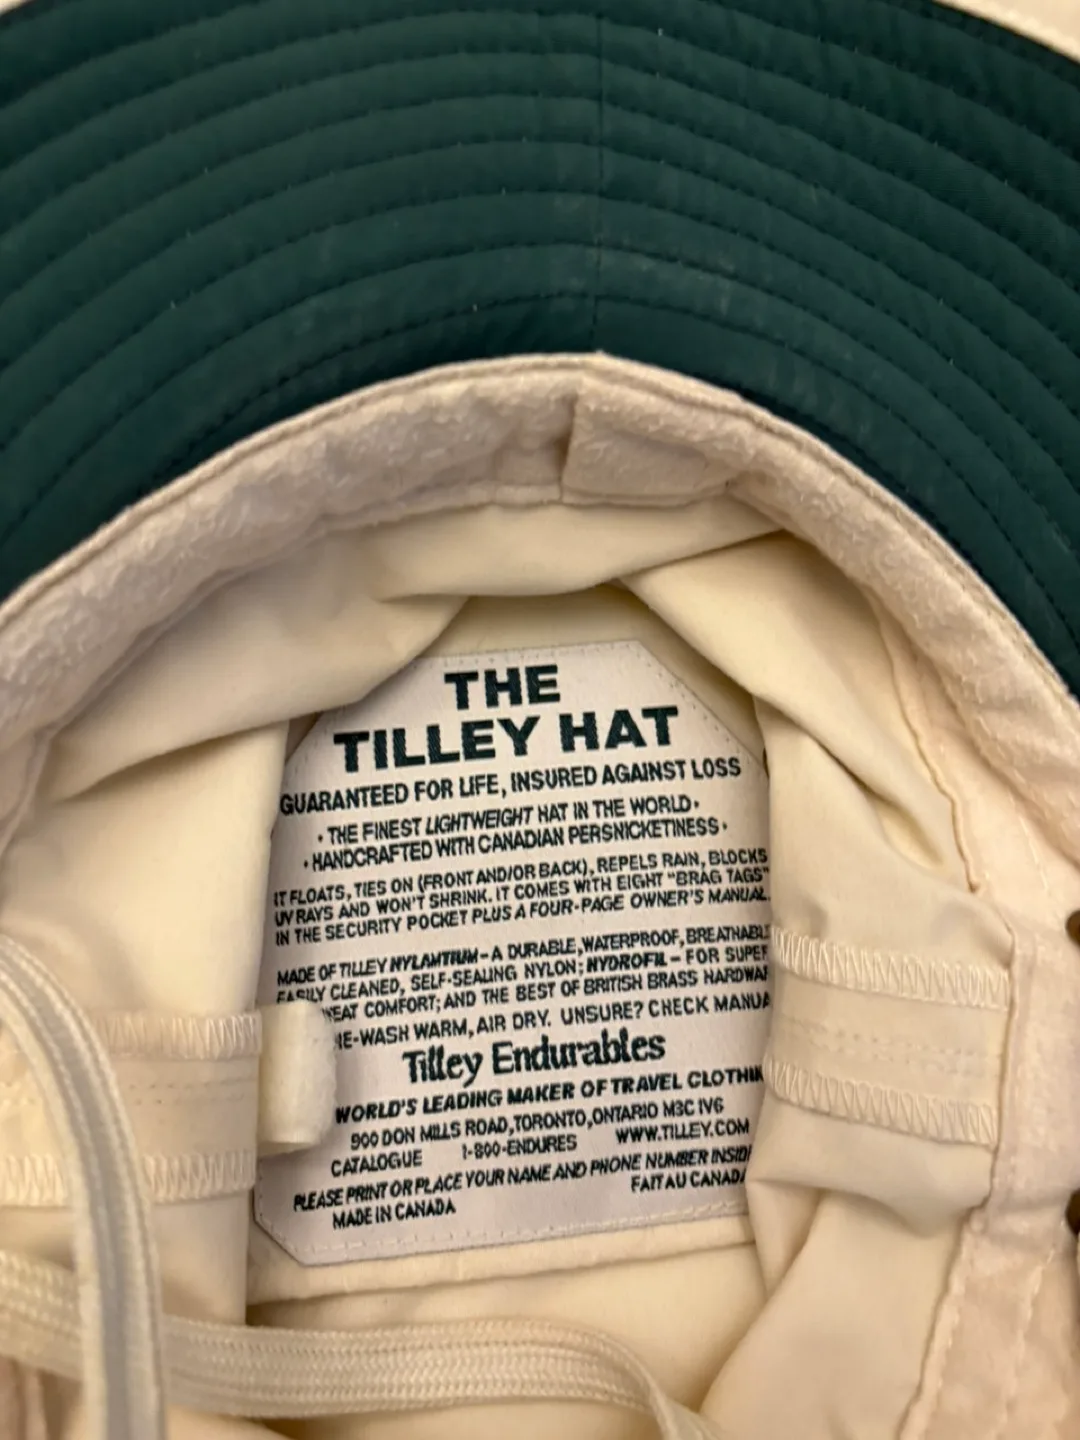 THE
TILLEY HAT
GUARANTEED FOR LIFE, INSURED AGAINST LOSS
• THE FINEST LIGHTWEIGHT HAT IN THE WORLD •
• HANDCRAFTED WITH CANADIAN PERSNICKETINESS •
IT FLOATS, TIES ON (FRONT AND/OR BACK), REPELS RAIN, BLOCKS
UV RAYS AND WON'T SHRINK. IT COMES WITH EIGHT "BRAG TAGS"
IN THE SECURITY POCKET PLUS A FOUR-PAGE OWNER'S MANUAL.
MADE OF TILLEY NYLAMTIUM – A DURABLE, WATERPROOF, BREATHABLE
EASILY CLEANED, SELF-SEALING NYLON; HYDROFIL – FOR SUPER
COMFORT; AND THE BEST OF BRITISH BRASS
WASH WARM, AIR DRY. UNSURE? CHECK
Tilley Endurables
WORLD'S LEADING MAKER OF TRAVEL
900 DON MILLS ROAD, TORONTO, ONTARIO M3C 1V6
CATALOGUE 1-800-ENDURES WWW.TILLEY.COM
PLEASE PRINT OR PLACE YOUR NAME AND PHONE NUMBER INSIDE
MADE IN CANADA FAIT AU CANADA